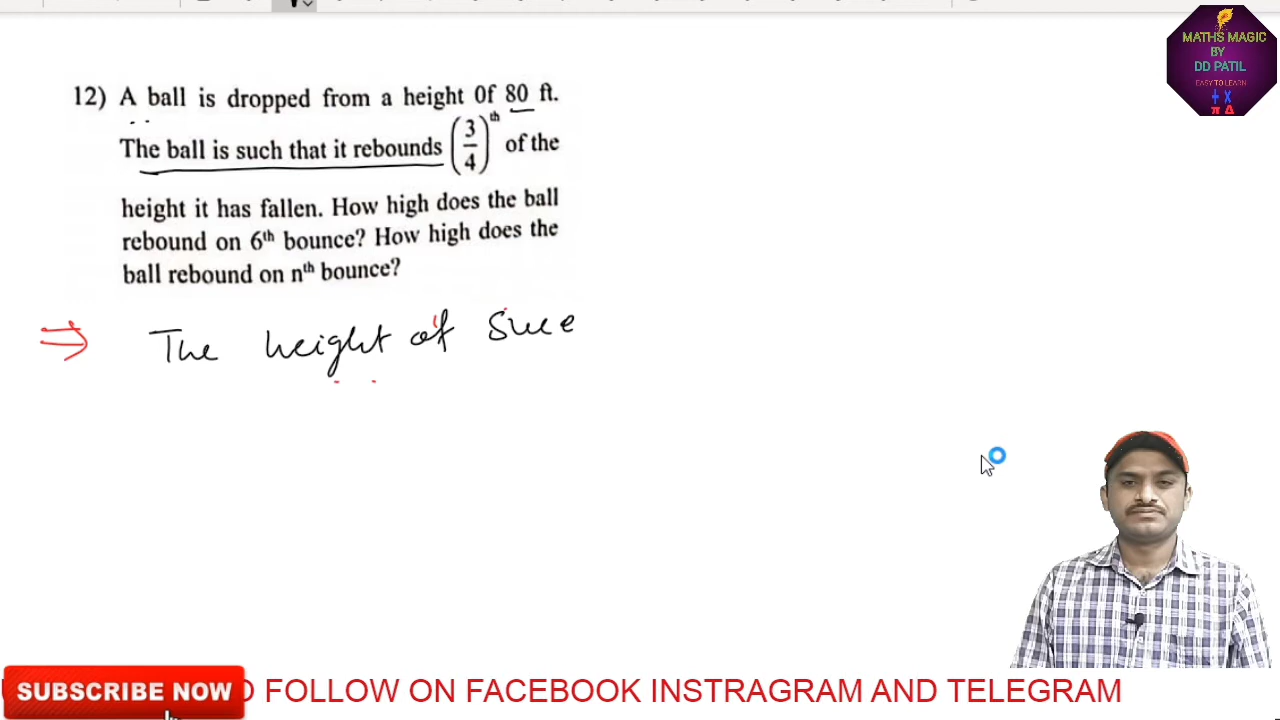 MATHS MAGIC
BY
DD PATIL
EASY TO LEARN
+ X
π Δ
12) A ball is dropped from a height 0f 80 ft.
The ball is such that it rebounds (3/4)th of the
height it has fallen. How high does the ball
rebound on 6th bounce? How high does the
ball rebound on nth bounce?
⇒ The height of
SUBSCRIBE NOW
FOLLOW ON FACEBOOK INSTRAGRAM AND TELEGRAM